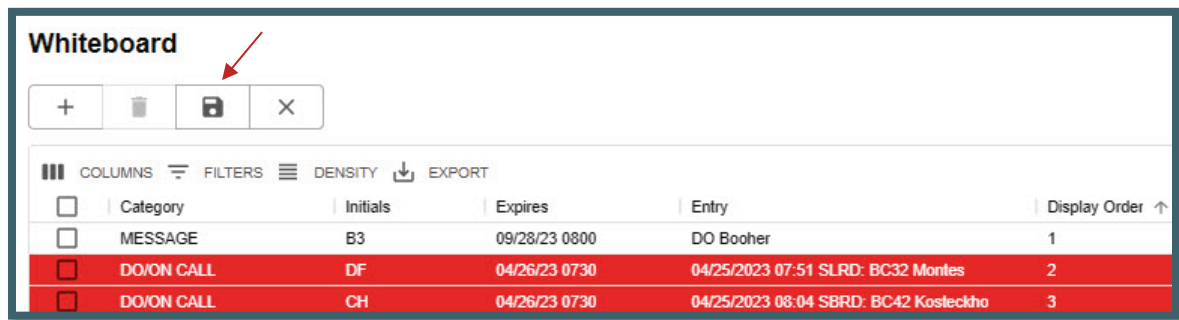 Whiteboard
COLUMNS FILTERS DENSITY EXPORT
Category Initials Expires Entry Display Order
MESSAGE B3 09/28/23 0800 DO Booher 1
DO/ON CALL DF 04/26/23 0730 04/25/2023 07:51 SLRD: BC32 Montes 2
DO/ON CALL CH 04/26/23 0730 04/25/2023 08:04 SBRD: BC42 Kosteckho 3